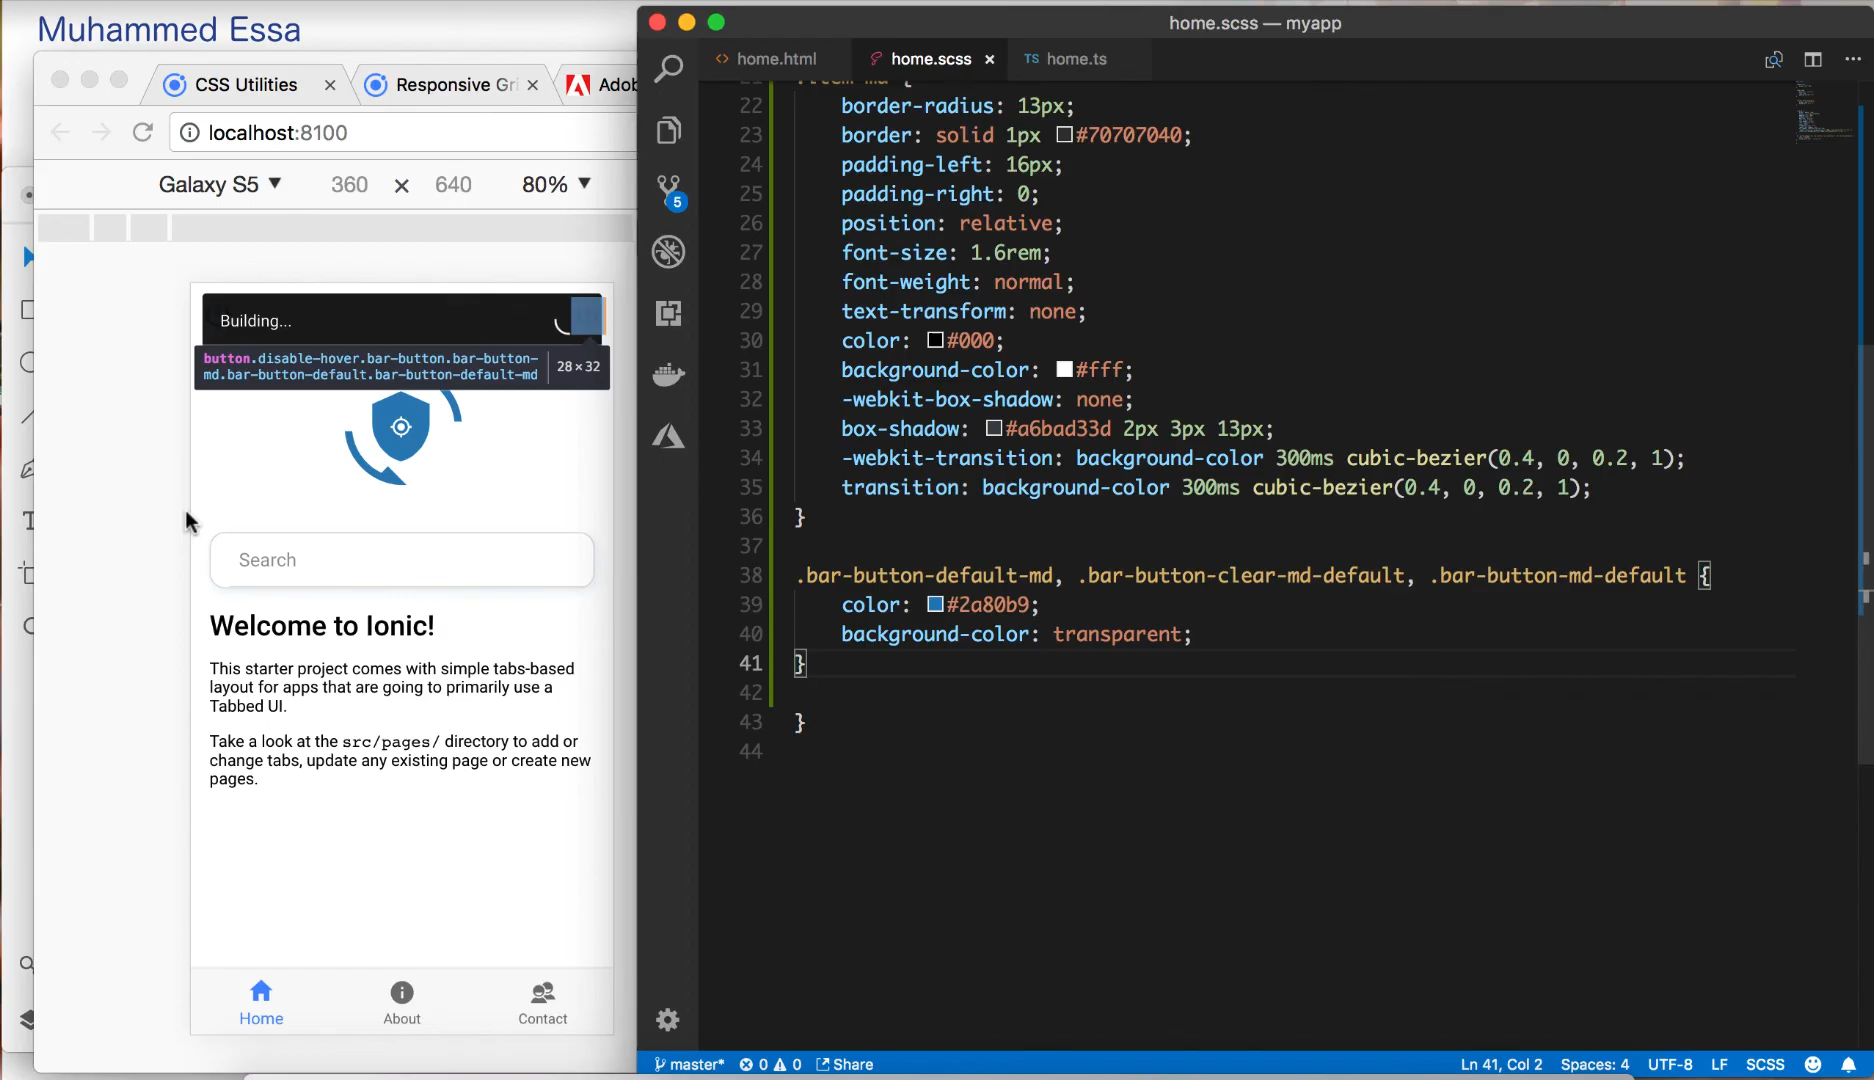 Muhammed Essa
CSS Utilities
Responsive Gri
Adob
localhost:8100
Galaxy S5
360
640
80%
Building...
button.disable-hover.bar-button.bar-button-
md.bar-button-default.bar-button-default-md
28×32
Search
Welcome to Ionic!
This starter project comes with simple tabs-based
layout for apps that are going to primarily use a
Tabbed UI.
Take a look at the src/pages/ directory to add or
change tabs, update any existing page or create new
pages.
Home
About
Contact
home.scss — myapp
home.html
home.scss
TS home.ts
5
21 .item-md {
22 border-radius: 13px;
23 border: solid 1px #70707040;
24 padding-left: 16px;
25 padding-right: 0;
26 position: relative;
27 font-size: 1.6rem;
28 font-weight: normal;
29 text-transform: none;
30 color: #000;
31 background-color: #fff;
32 -webkit-box-shadow: none;
33 box-shadow: #a6bad33d 2px 3px 13px;
34 -webkit-transition: background-color 300ms cubic-bezier(0.4, 0, 0.2, 1);
35 transition: background-color 300ms cubic-bezier(0.4, 0, 0.2, 1);
36 }
37
38 .bar-button-default-md, .bar-button-clear-md-default, .bar-button-md-default {
39 color: #2a80b9;
40 background-color: transparent;
41 }
42
43 }
44
master* 0 0 Share
Ln 41, Col 2 Spaces: 4 UTF-8 LF SCSS